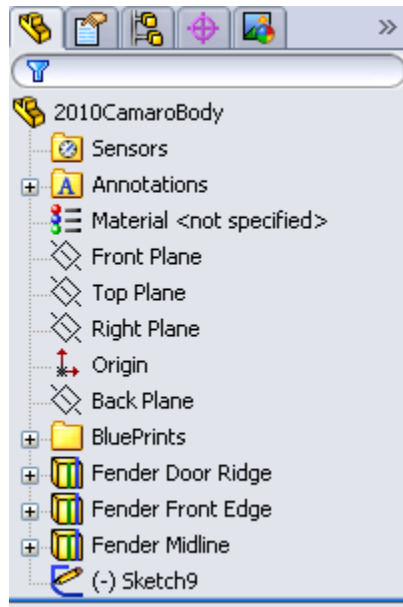 2010CamaroBody
Sensors
A Annotations
Material <not specified>
Front Plane
Top Plane
Right Plane
Origin
Back Plane
BluePrints
Fender Door Ridge
Fender Front Edge
Fender Midline
(-) Sketch9